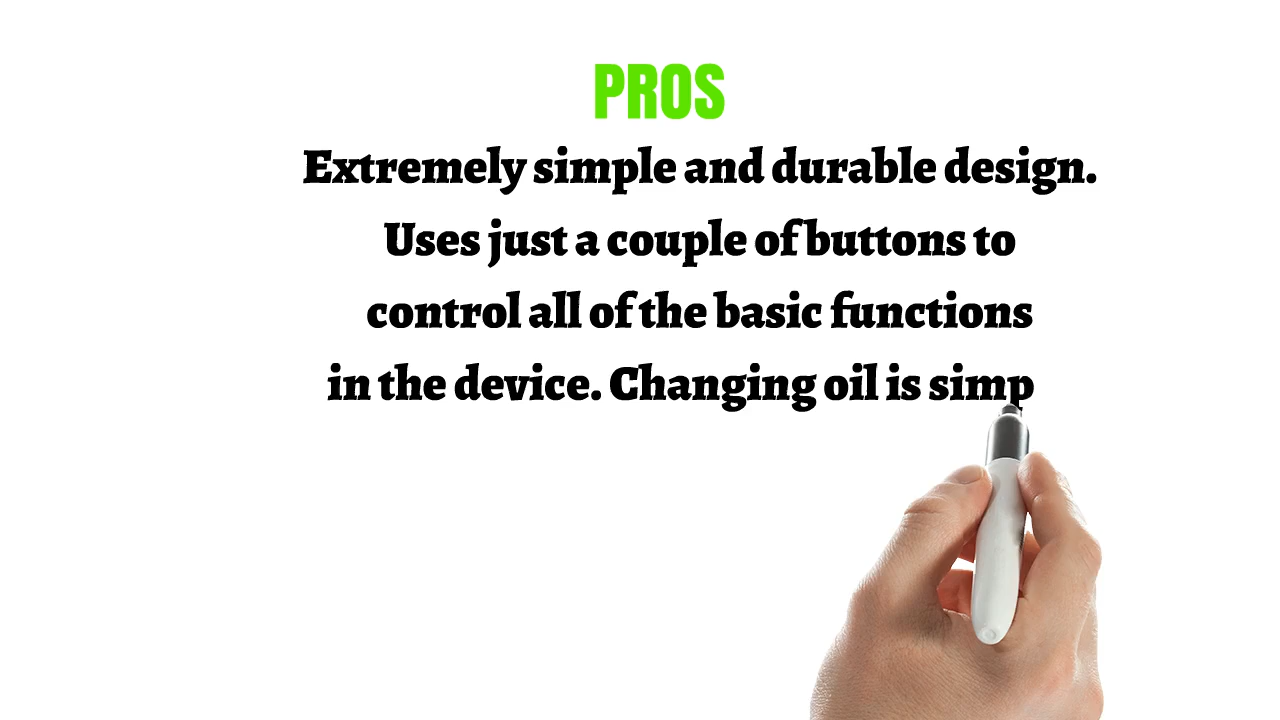 PROS
Extremely simple and durable design.
Uses just a couple of buttons to
control all of the basic functions
in the device. Changing oil is simp